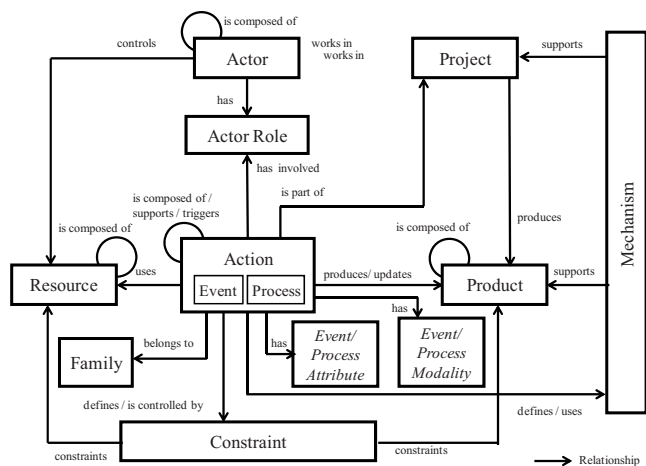 is composed of
controls
works in
works in
supports
Actor
Project
has
Actor Role
has involved
is composed of /
supports / triggers
is part of
is composed of
is composed of
produces
Mechanism
Action
Resource
uses
Event
Process
produces/ updates
Product
supports
has
has
Event/
Process
Attribute
Event/
Process
Modality
belongs to
Family
defines / is controlled by
defines / uses
Constraint
constraints
constraints
Relationship